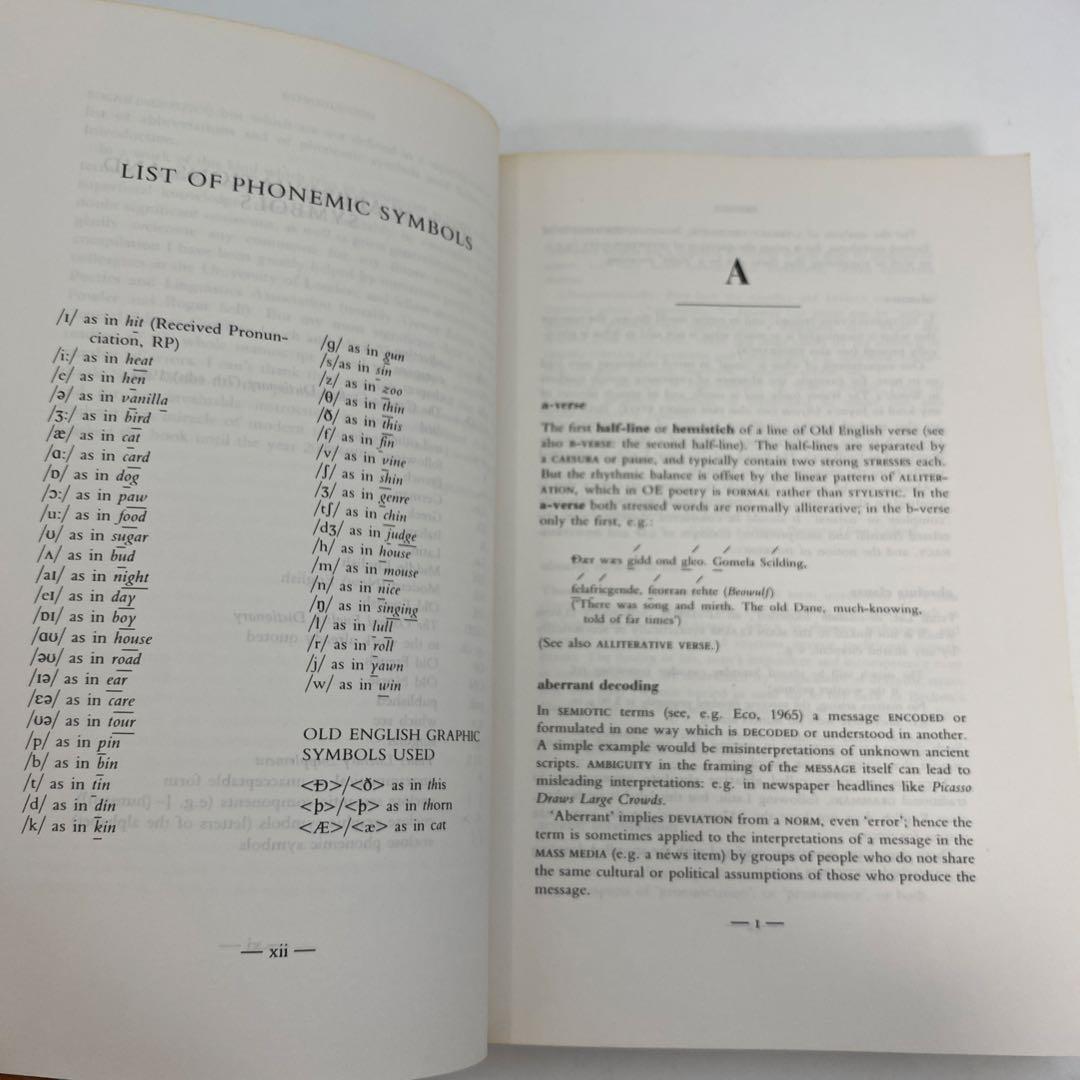 LIST OF PHONEMIC SYMBOLS
/ɪ/ as in hit (Received Pronun-
ciation, RP)
/i:/ as in heat
/e/ as in hen
/ə/ as in vanilla
/ɜ:/ as in bird
/æ/ as in cat
/ɑ:/ as in card
/ɒ/ as in dog
/ɔ:/ as in paw
/u:/ as in food
/ʊ/ as in sugar
/ʌ/ as in bud
/aɪ/ as in night
/eɪ/ as in day
/ɒɪ/ as in boy
/ɑʊ/ as in house
/əʊ/ as in road
/ɪə/ as in ear
/ɛə/ as in care
/ʊə/ as in tour
/p/ as in pin
/b/ as in bin
/t/ as in tin
/d/ as in din
/k/ as in kin
/g/ as in gun
/s/as in sin
/z/ as in zoo
/θ/ as in thin
/ð/ as in this
/f/ as in fin
/v/ as in vine
/ʃ/ as in shin
/ʒ/ as in genre
/tʃ/ as in chin
/dʒ/ as in judge
/h/ as in house
/m/ as in mouse
/n/ as in nice
/ŋ/ as in singing
/l/ as in lull
/r/ as in roll
/j/ as in yawn
/w/ as in win
OLD ENGLISH GRAPHIC
SYMBOLS USED
<Ð>/<ð> as in this
<þ>/<þ> as in thorn
<Æ>/<æ> as in cat
— xii —
A
a-verse
The first half-line or hemistich of a line of Old English verse (see
also B-VERSE: the second half-line). The half-lines are separated by
a CAESURA or pause, and typically contain two strong STRESSES each.
But the rhythmic balance is offset by the linear pattern of ALLITER-
ATION, which in OE poetry is FORMAL rather than STYLISTIC. In the
a-verse both stressed words are normally alliterative; in the b-verse
only the first, e.g.:
Ðær wæs gidd ond gleo. Gomela Scilding,
felafricgende, feorran rehte (Beowulf)
('There was song and mirth. The old Dane, much-knowing,
told of far times')
(See also ALLITERATIVE VERSE.)
aberrant decoding
In SEMIOTIC terms (see, e.g. Eco, 1965) a message ENCODED or
formulated in one way which is DECODED or understood in another.
A simple example would be misinterpretations of unknown ancient
scripts. AMBIGUITY in the framing of the MESSAGE itself can lead to
misleading interpretations: e.g. in newspaper headlines like Picasso
Draws Large Crowds.
'Aberrant' implies DEVIATION from a NORM, even 'error'; hence the
term is sometimes applied to the interpretations of a message in the
MASS MEDIA (e.g. a news item) by groups of people who do not share
the same cultural or political assumptions of those who produce the
message.
— 1 —